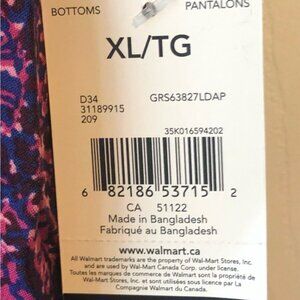 BOTTOMS PANTALONS
XL/TG
D34 GRS63827LDAP
31189915
209
35K016594202
6 82186 53715 2
CA 51122
Made in Bangladesh
Fabriqué au Bangladesh
www.walmart.ca
All Walmart trademarks are the property of Wal-Mart Stores, Inc.
and are used by Wal-Mart Canada Corp. under license.
Toutes les marques de commerce de Walmart sont la propriété de
Wal-Mart Stores, Inc. et sont utilisées sous licence par La
Compagnie Walmart du Canada.